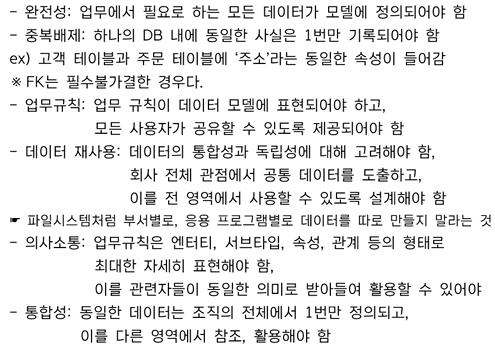 - 완전성: 업무에서 필요로 하는 모든 데이터가 모델에 정의되어야 함
- 중복배제: 하나의 DB 내에 동일한 사실은 1번만 기록되어야 함
ex) 고객 테이블과 주문 테이블에 '주소'라는 동일한 속성이 들어감
※ FK는 필수불가결한 경우다.
- 업무규칙: 업무 규칙이 데이터 모델에 표현되어야 하고,
모든 사용자가 공유할 수 있도록 제공되어야 함
- 데이터 재사용: 데이터의 통합성과 독립성에 대해 고려해야 함,
회사 전체 관점에서 공통 데이터를 도출하고,
이를 전 영역에서 사용할 수 있도록 설계해야 함
☛ 파일시스템처럼 부서별로, 응용 프로그램별로 데이터를 따로 만들지 말라는 것
- 의사소통: 업무규칙은 엔터티, 서브타입, 속성, 관계 등의 형태로
최대한 자세히 표현해야 함,
이를 관련자들이 동일한 의미로 받아들여 활용할 수 있어야
- 통합성: 동일한 데이터는 조직의 전체에서 1번만 정의되고,
이를 다른 영역에서 참조, 활용해야 함